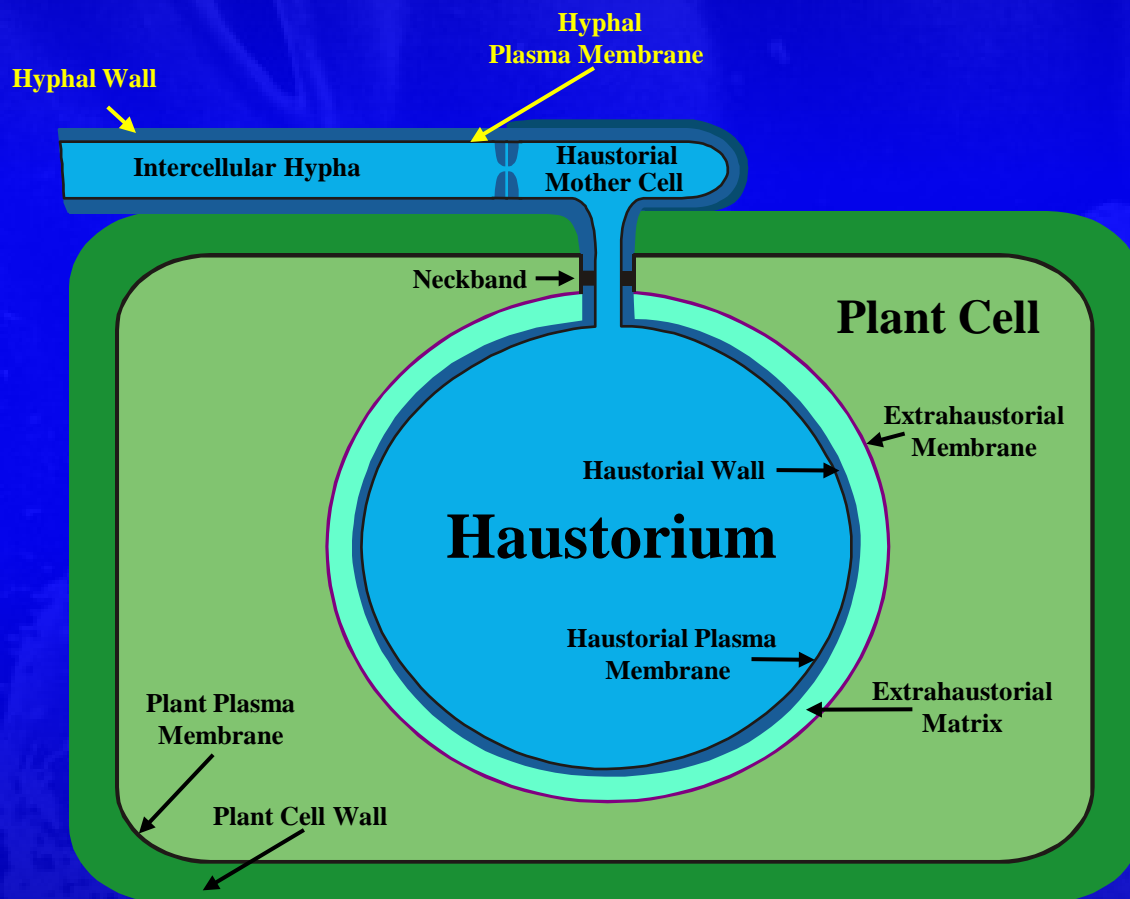 Hyphal
Plasma Membrane
Hyphal Wall
Intercellular Hypha
Haustorial
Mother Cell
Neckband
Plant Cell
Extrahaustorial
Membrane
Haustorial Wall
Haustorium
Haustorial Plasma
Membrane
Extrahaustorial
Matrix
Plant Plasma
Membrane
Plant Cell Wall